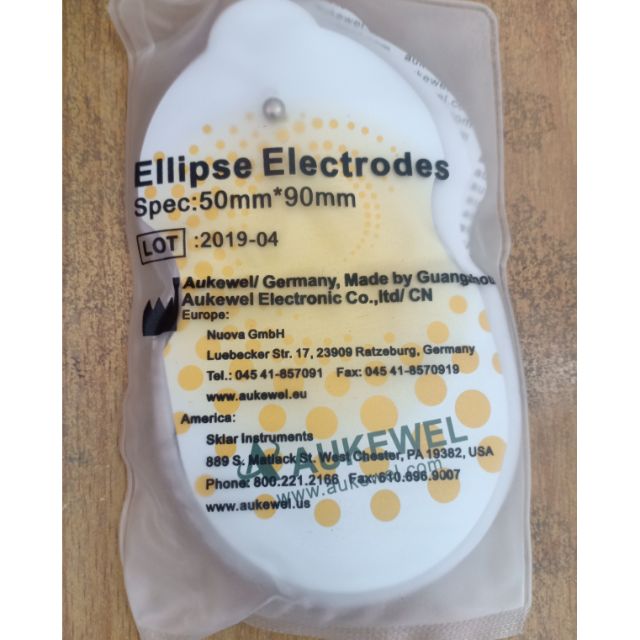 Ellipse Electrodes
Spec:50mm*90mm
LOT :2019-04
Aukewel/ Germany, Made by Guangzhou
Aukewel Electronic Co.,ltd/ CN
Europe:
Nuova GmbH
Luebecker Str. 17, 23909 Ratzeburg, Germany
Tel.: 045 41-857091 Fax: 045 41-8570919
www.aukewel.eu
America:
Sklar Instruments
889 S. Matlack St. West Chester, PA 19382, USA
Phone: 800.221.2166 Fax: 610.696.9007
www.aukewel.us
AUKEWEL
www.aukewel.com